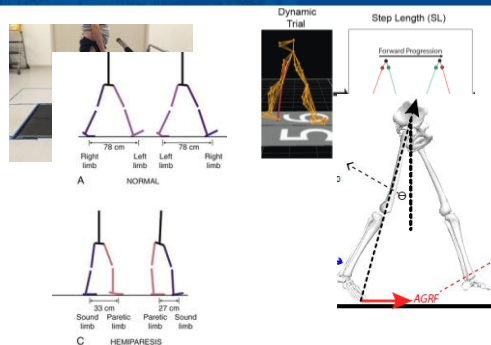 Dynamic
Trial
Step Length (SL)
Forward Progression
78 cm
78 cm
Right
limb
Left
limb
Left
limb
Right
limb
A
NORMAL
56
Θ
AGRF
33 cm
27 cm
Sound
limb
Paretic
limb
Paretic
limb
Sound
limb
C
HEMIPARESIS